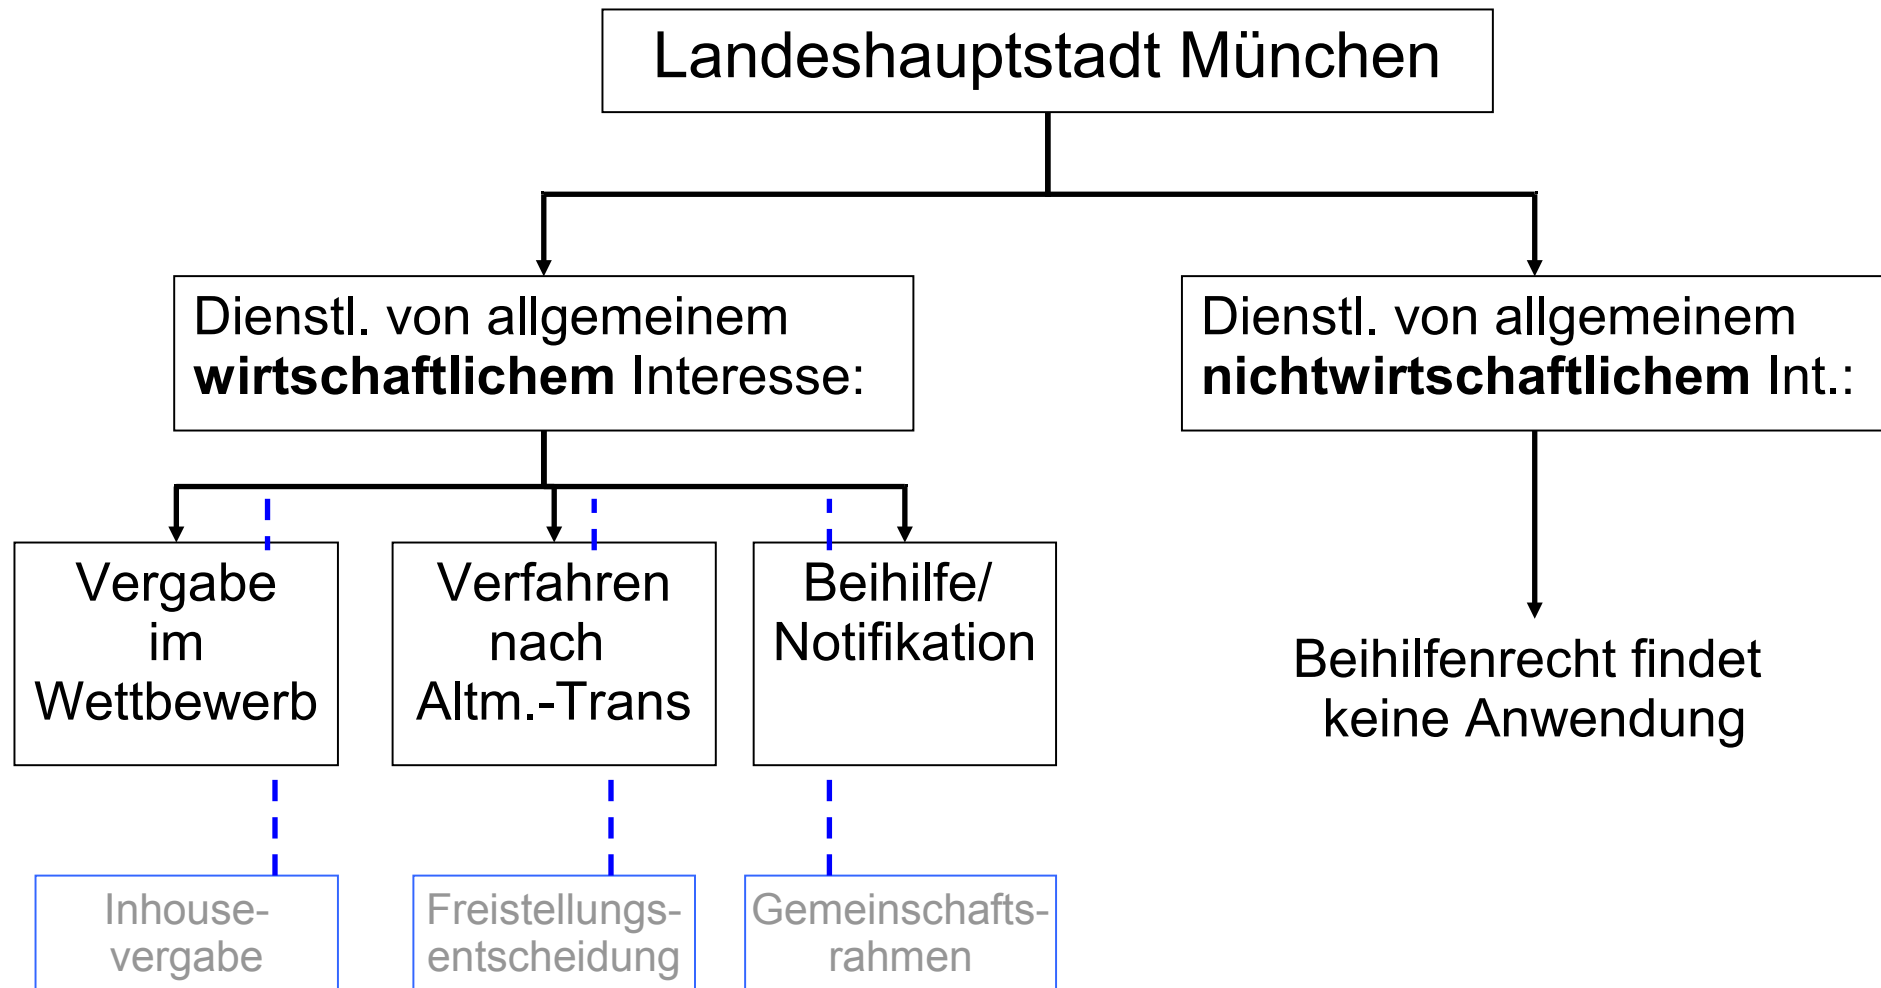 Landeshauptstadt München
Dienstl. von allgemeinem
wirtschaftlichem Interesse:
Dienstl. von allgemeinem
nichtwirtschaftlichem Int.:
Vergabe
im
Wettbewerb
Verfahren
nach
Altm.-Trans
Beihilfe/
Notifikation
Beihilfenrecht findet
keine Anwendung
Inhouse-
vergabe
Freistellungs-
entscheidung
Gemeinschafts-
rahmen